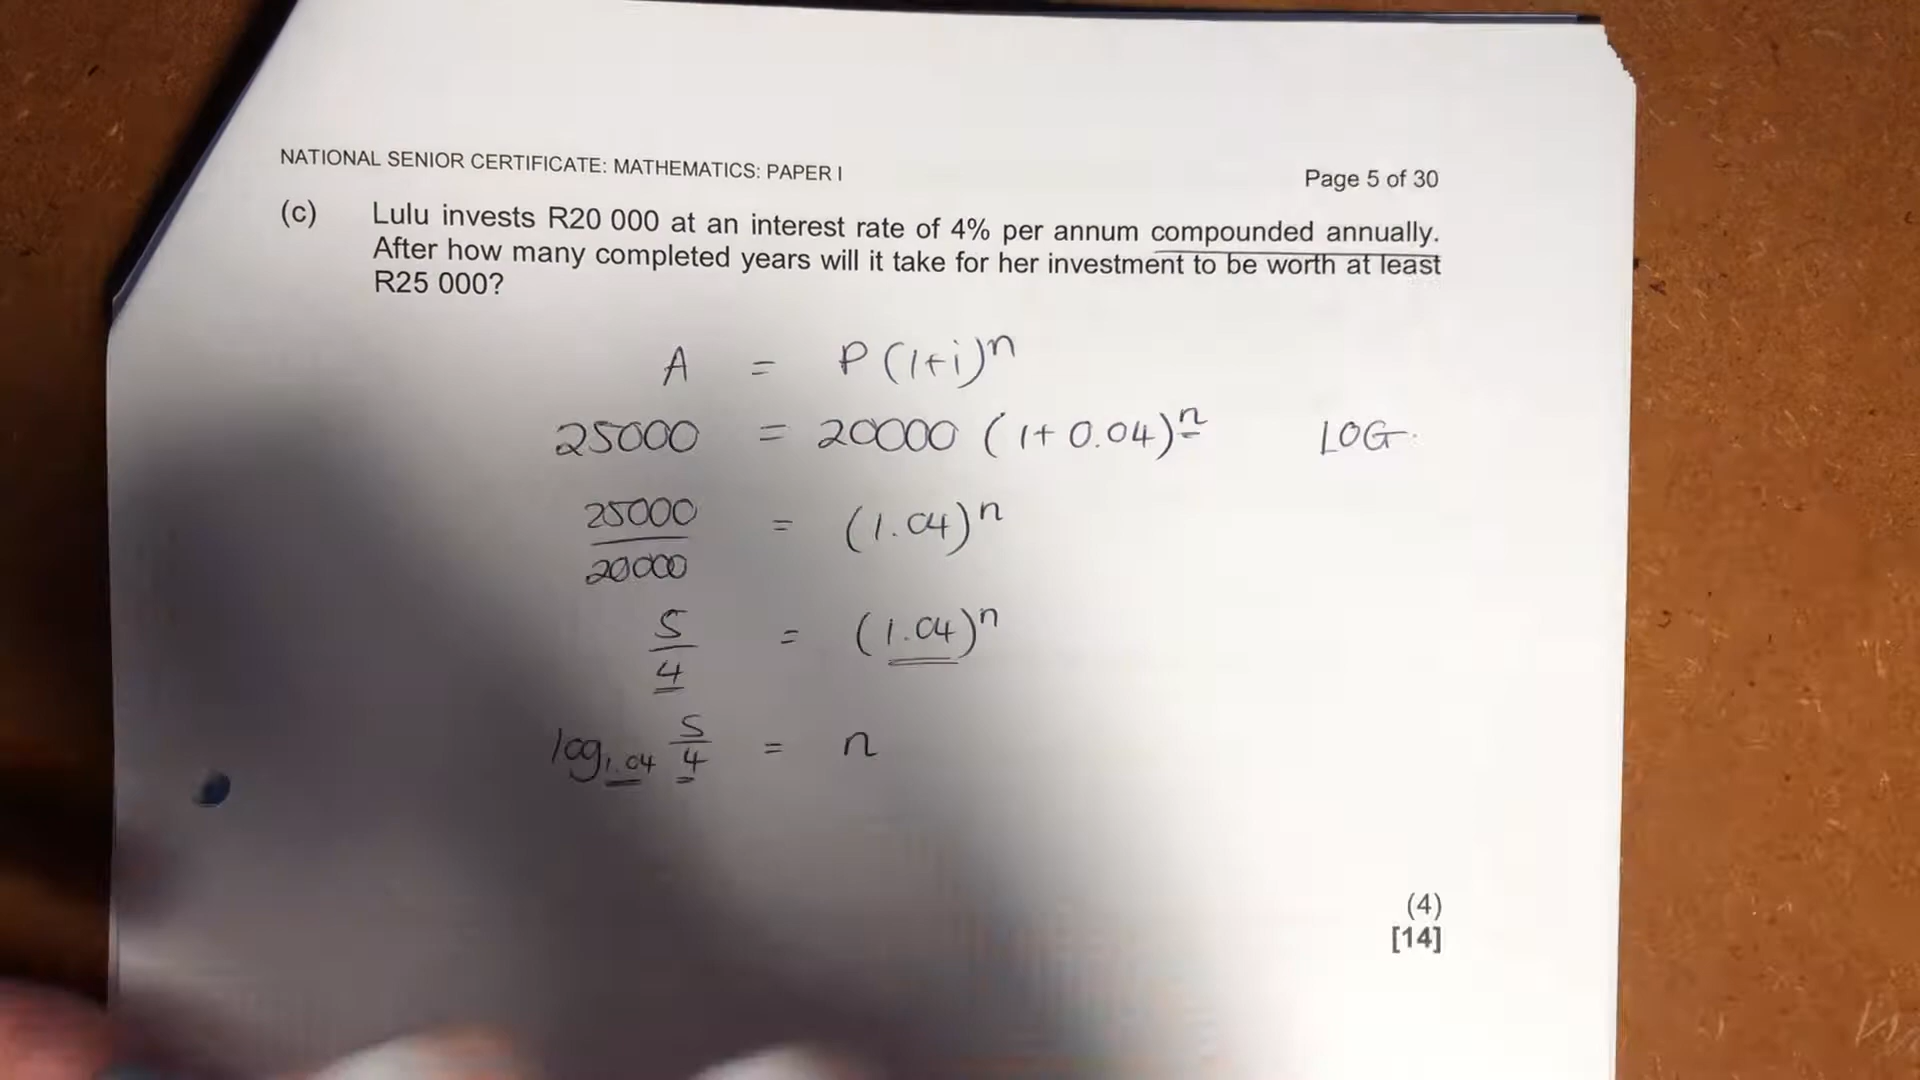 NATIONAL SENIOR CERTIFICATE: MATHEMATICS: PAPER I
Page 5 of 30
(c) Lulu invests R20 000 at an interest rate of 4% per annum compounded annually.
After how many completed years will it take for her investment to be worth at least
R25 000?
A = P(1+i)^n
25000 = 20000 (1+0.04)^n LOG.
25000/20000 = (1.04)^n
5/4 = (1.04)^n
log_1.04 5/4 = n
(4)
[14]